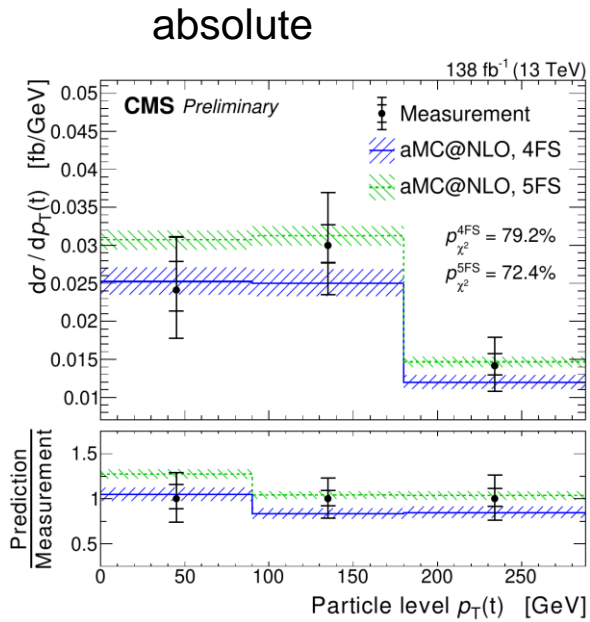 absolute
138 fb⁻¹ (13 TeV)
CMS Preliminary
Measurement
aMC@NLO, 4FS
aMC@NLO, 5FS
p^4FS_χ² = 79.2%
p^5FS_χ² = 72.4%
dσ / dp_T(t) [fb/GeV]
0.05
0.045
0.04
0.035
0.03
0.025
0.02
0.015
0.01
Prediction
Measurement
1.5
1
0.5
0 50 100 150 200 250
Particle level p_T(t) [GeV]